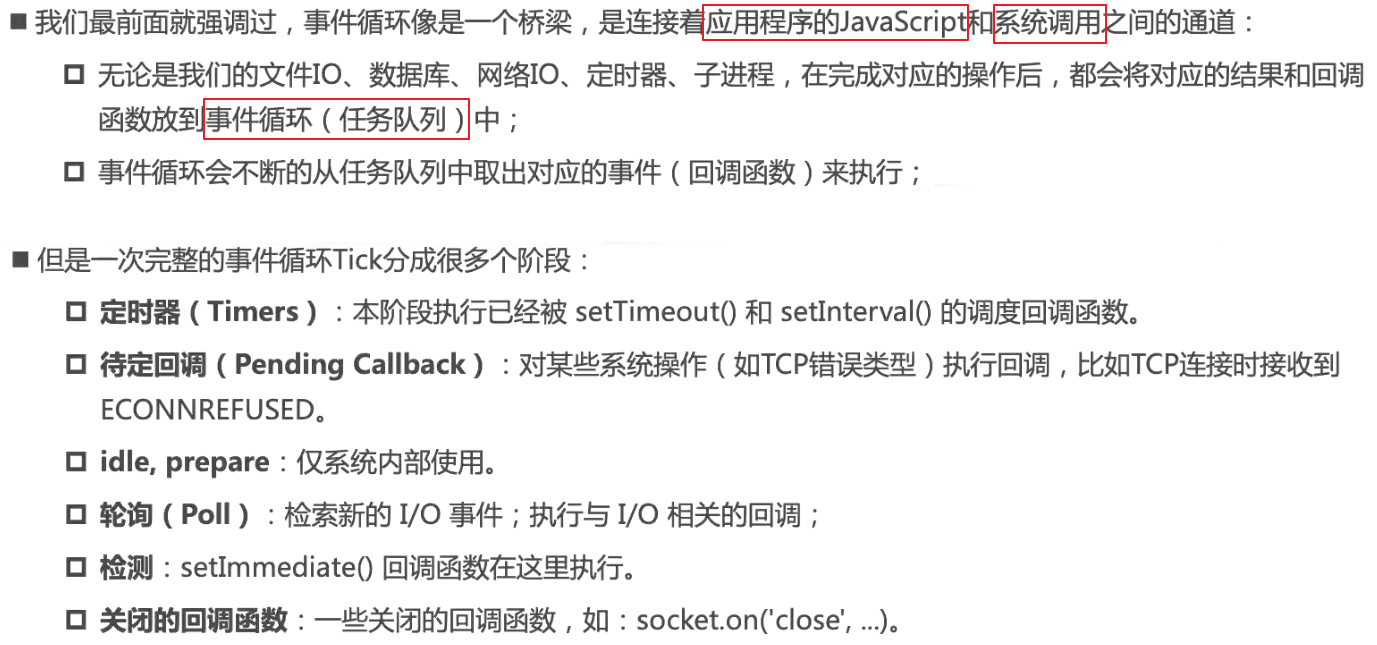 我们最前面就强调过，事件循环像是一个桥梁，是连接着应用程序的JavaScript和系统调用之间的通道：
无论是我们的文件IO、数据库、网络IO、定时器、子进程，在完成对应的操作后，都会将对应的结果和回调
函数放到事件循环（任务队列）中；
事件循环会不断的从任务队列中取出对应的事件（回调函数）来执行；
但是一次完整的事件循环Tick分成很多个阶段：
定时器（Timers）：本阶段执行已经被 setTimeout() 和 setInterval() 的调度回调函数。
待定回调（Pending Callback）：对某些系统操作（如TCP错误类型）执行回调，比如TCP连接时接收到
ECONNREFUSED。
idle, prepare：仅系统内部使用。
轮询（Poll）：检索新的 I/O 事件；执行与 I/O 相关的回调；
检测：setImmediate() 回调函数在这里执行。
关闭的回调函数：一些关闭的回调函数，如：socket.on('close', ...)。